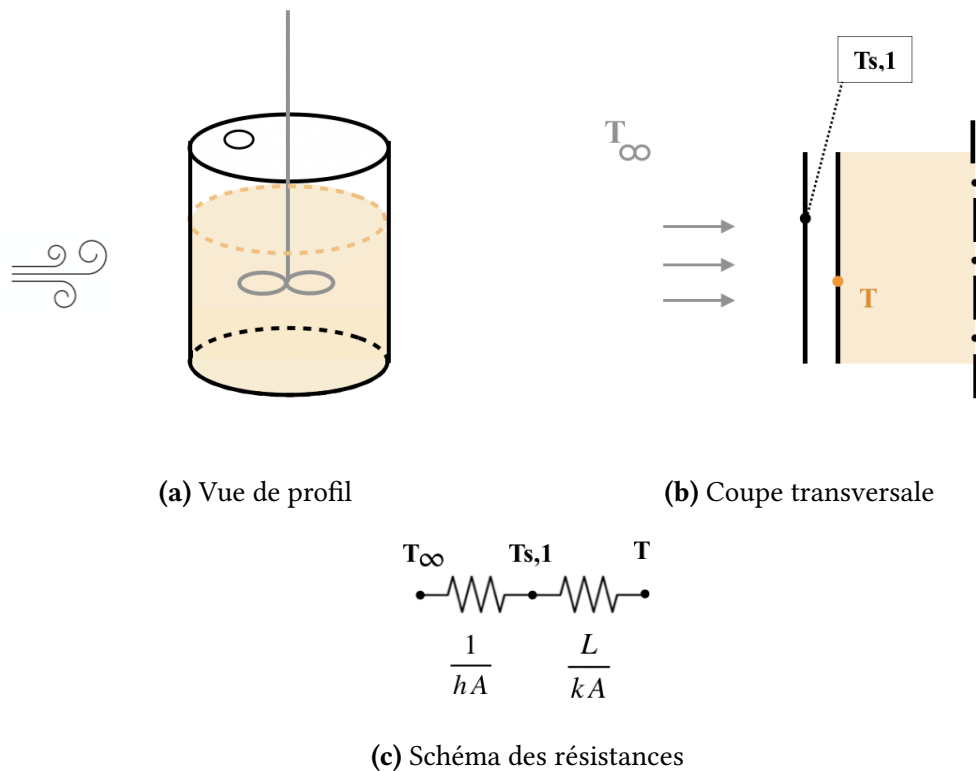 Ts,1
T∞
T
(a) Vue de profil
(b) Coupe transversale
T∞ Ts,1 T
1/hA L/kA
(c) Schéma des résistances